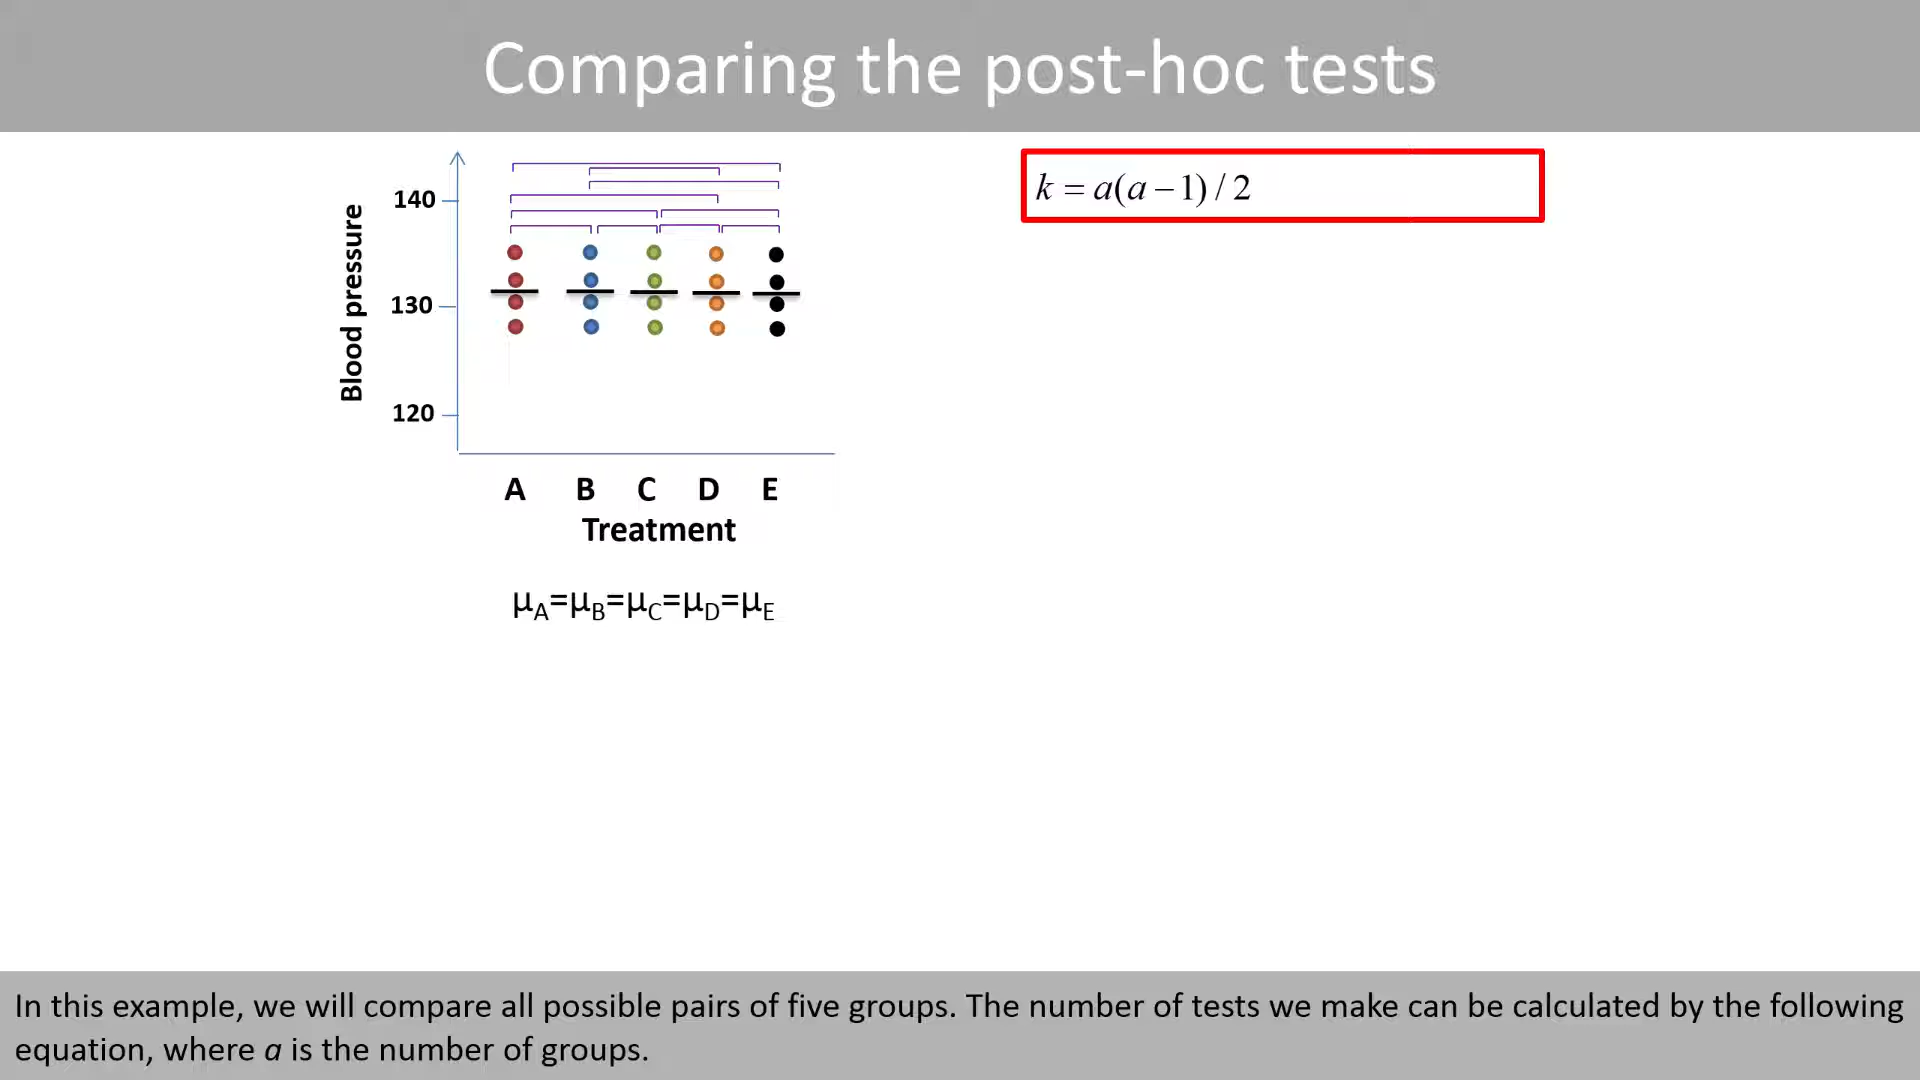 Comparing the post-hoc tests
140
130
120
Blood pressure
A B C D E
Treatment
μA=μB=μC=μD=μE
k = a(a − 1) / 2
In this example, we will compare all possible pairs of five groups. The number of tests we make can be calculated by the following
equation, where a is the number of groups.